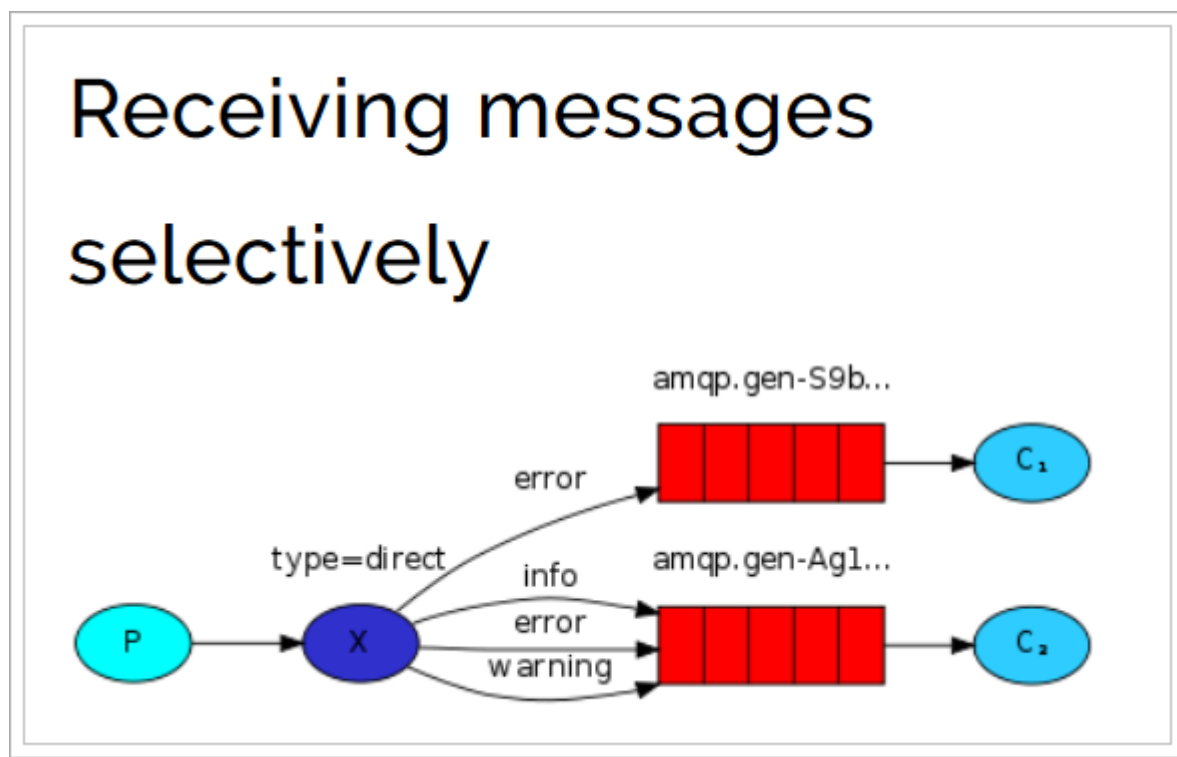 Receiving messages
selectively
amqp.gen-S9b...
error
C₁
type=direct
info
amqp.gen-Ag1...
P
X
error
warning
C₂